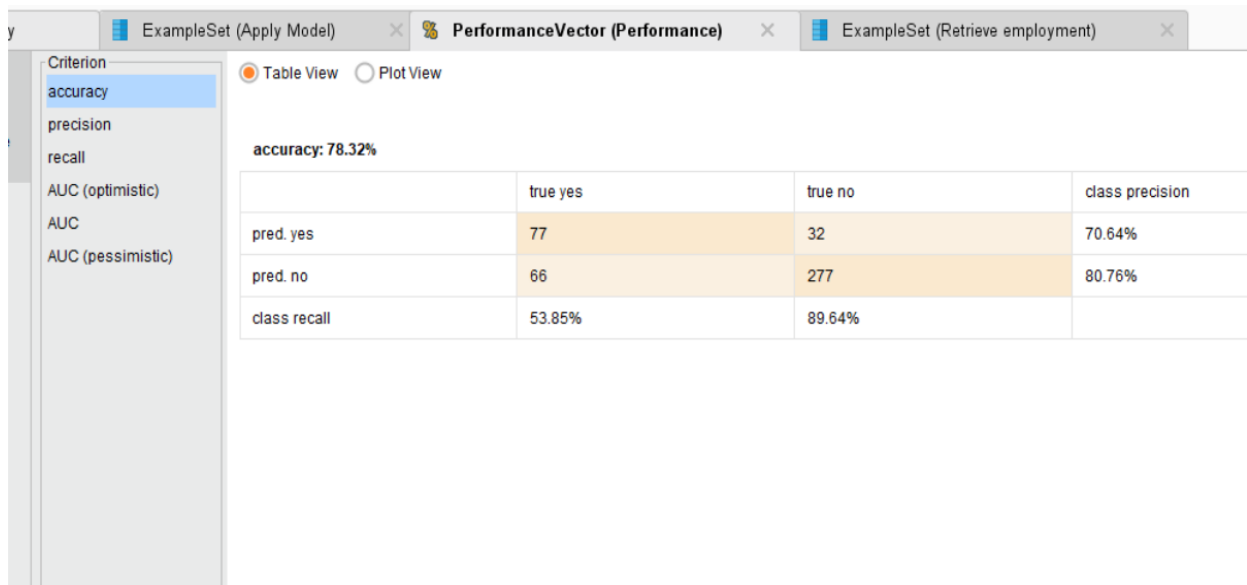 y
ExampleSet (Apply Model)
% PerformanceVector (Performance)
ExampleSet (Retrieve employment)
Criterion
accuracy
precision
recall
AUC (optimistic)
AUC
AUC (pessimistic)
Table View Plot View
accuracy: 78.32%
true yes true no class precision
pred. yes 77 32 70.64%
pred. no 66 277 80.76%
class recall 53.85% 89.64%